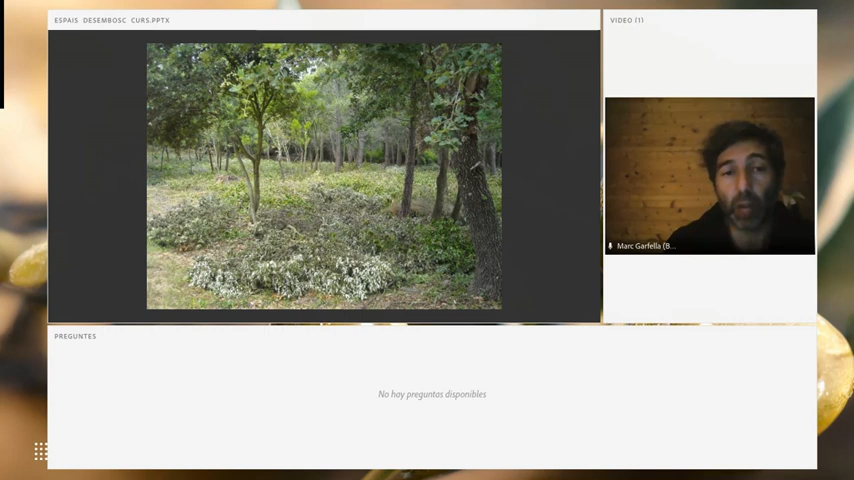 ESPAIS DESEMBOSC CURS.PPTX
VIDEO (1)
Marc Garfella (B...
PREGUNTES
No hay preguntas disponibles